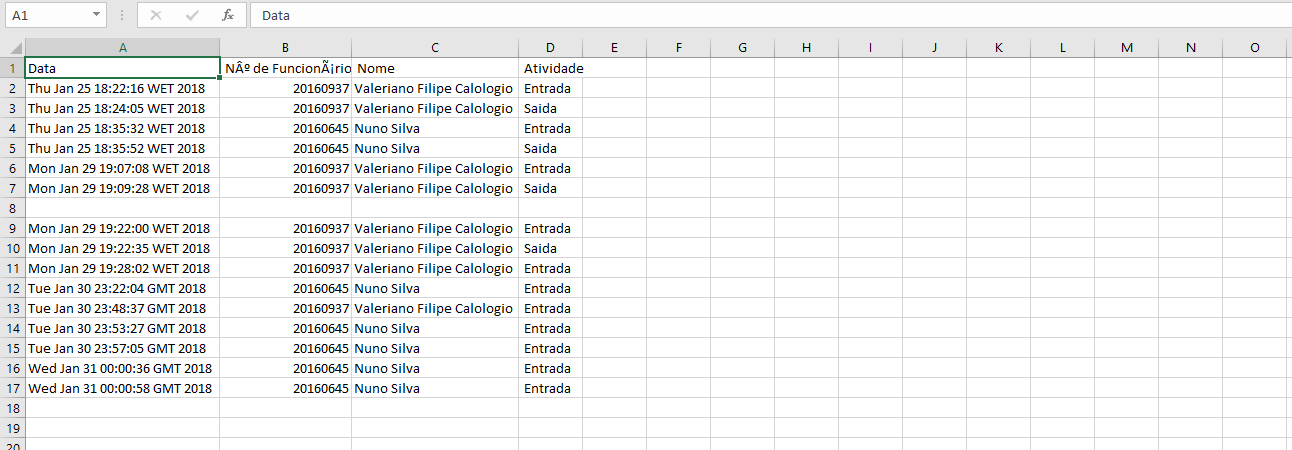 A1 fx Data
A B C D E F G H I J K L M N O
1 Data NÂº de FuncionÃ¡rio Nome Atividade
2 Thu Jan 25 18:22:16 WET 2018 20160937 Valeriano Filipe Calologio Entrada
3 Thu Jan 25 18:24:05 WET 2018 20160937 Valeriano Filipe Calologio Saida
4 Thu Jan 25 18:35:32 WET 2018 20160645 Nuno Silva Entrada
5 Thu Jan 25 18:35:52 WET 2018 20160645 Nuno Silva Saida
6 Mon Jan 29 19:07:08 WET 2018 20160937 Valeriano Filipe Calologio Entrada
7 Mon Jan 29 19:09:28 WET 2018 20160937 Valeriano Filipe Calologio Saida
8
9 Mon Jan 29 19:22:00 WET 2018 20160937 Valeriano Filipe Calologio Entrada
10 Mon Jan 29 19:22:35 WET 2018 20160937 Valeriano Filipe Calologio Saida
11 Mon Jan 29 19:28:02 WET 2018 20160937 Valeriano Filipe Calologio Entrada
12 Tue Jan 30 23:22:04 GMT 2018 20160645 Nuno Silva Entrada
13 Tue Jan 30 23:48:37 GMT 2018 20160937 Valeriano Filipe Calologio Entrada
14 Tue Jan 30 23:53:27 GMT 2018 20160645 Nuno Silva Entrada
15 Tue Jan 30 23:57:05 GMT 2018 20160645 Nuno Silva Entrada
16 Wed Jan 31 00:00:36 GMT 2018 20160645 Nuno Silva Entrada
17 Wed Jan 31 00:00:58 GMT 2018 20160645 Nuno Silva Entrada
18
19
20